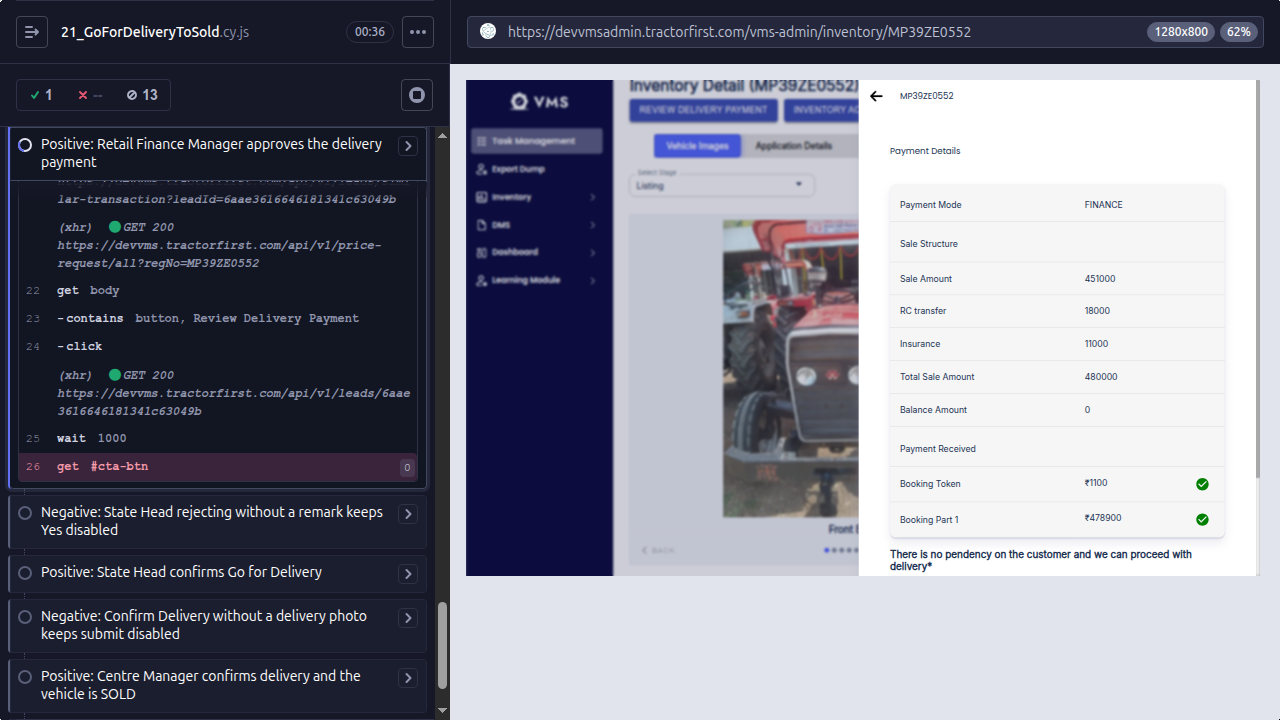 21_GoForDeliveryToSold.cy.js
00:36
https://devvmsadmin.tractorfirst.com/vms-admin/inventory/MP39ZE0552
1280x800
62%
1
--
13
Positive: Retail Finance Manager approves the delivery
payment
lar-transaction?leadId=6aae3616646181341c63049b
(xhr) GET 200
https://devvms.tractorfirst.com/api/v1/price-
request/all?regNo=MP39ZE0552
22 get body
23 -contains button, Review Delivery Payment
24 -click
(xhr) GET 200
https://devvms.tractorfirst.com/api/v1/leads/6aae
3616646181341c63049b
25 wait 1000
26 get #cta-btn 0
Negative: State Head rejecting without a remark keeps
Yes disabled
Positive: State Head confirms Go for Delivery
Negative: Confirm Delivery without a delivery photo
keeps submit disabled
Positive: Centre Manager confirms delivery and the
vehicle is SOLD
VMS
Task Management
Export Dump
Inventory
DMS
Dashboard
Learning Module
Inventory Detail (MP39ZE0552)
REVIEW DELIVERY PAYMENT
INVENTORY AC
Vehicle Images
Application Details
Select Stage
Listing
Front
BACK
MP39ZE0552
Payment Details
Payment Mode FINANCE
Sale Structure
Sale Amount 451000
RC transfer 18000
Insurance 11000
Total Sale Amount 480000
Balance Amount 0
Payment Received
Booking Token ₹1100
Booking Part 1 ₹478900
There is no pendency on the customer and we can proceed with
delivery*